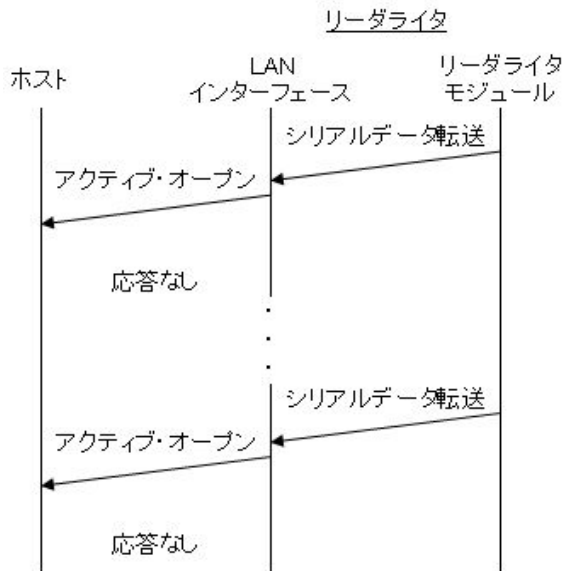 リーダライタ
ホスト
LAN
インターフェース
リーダライタ
モジュール
シリアルデータ転送
アクティブ・オープン
応答なし
シリアルデータ転送
アクティブ・オープン
応答なし